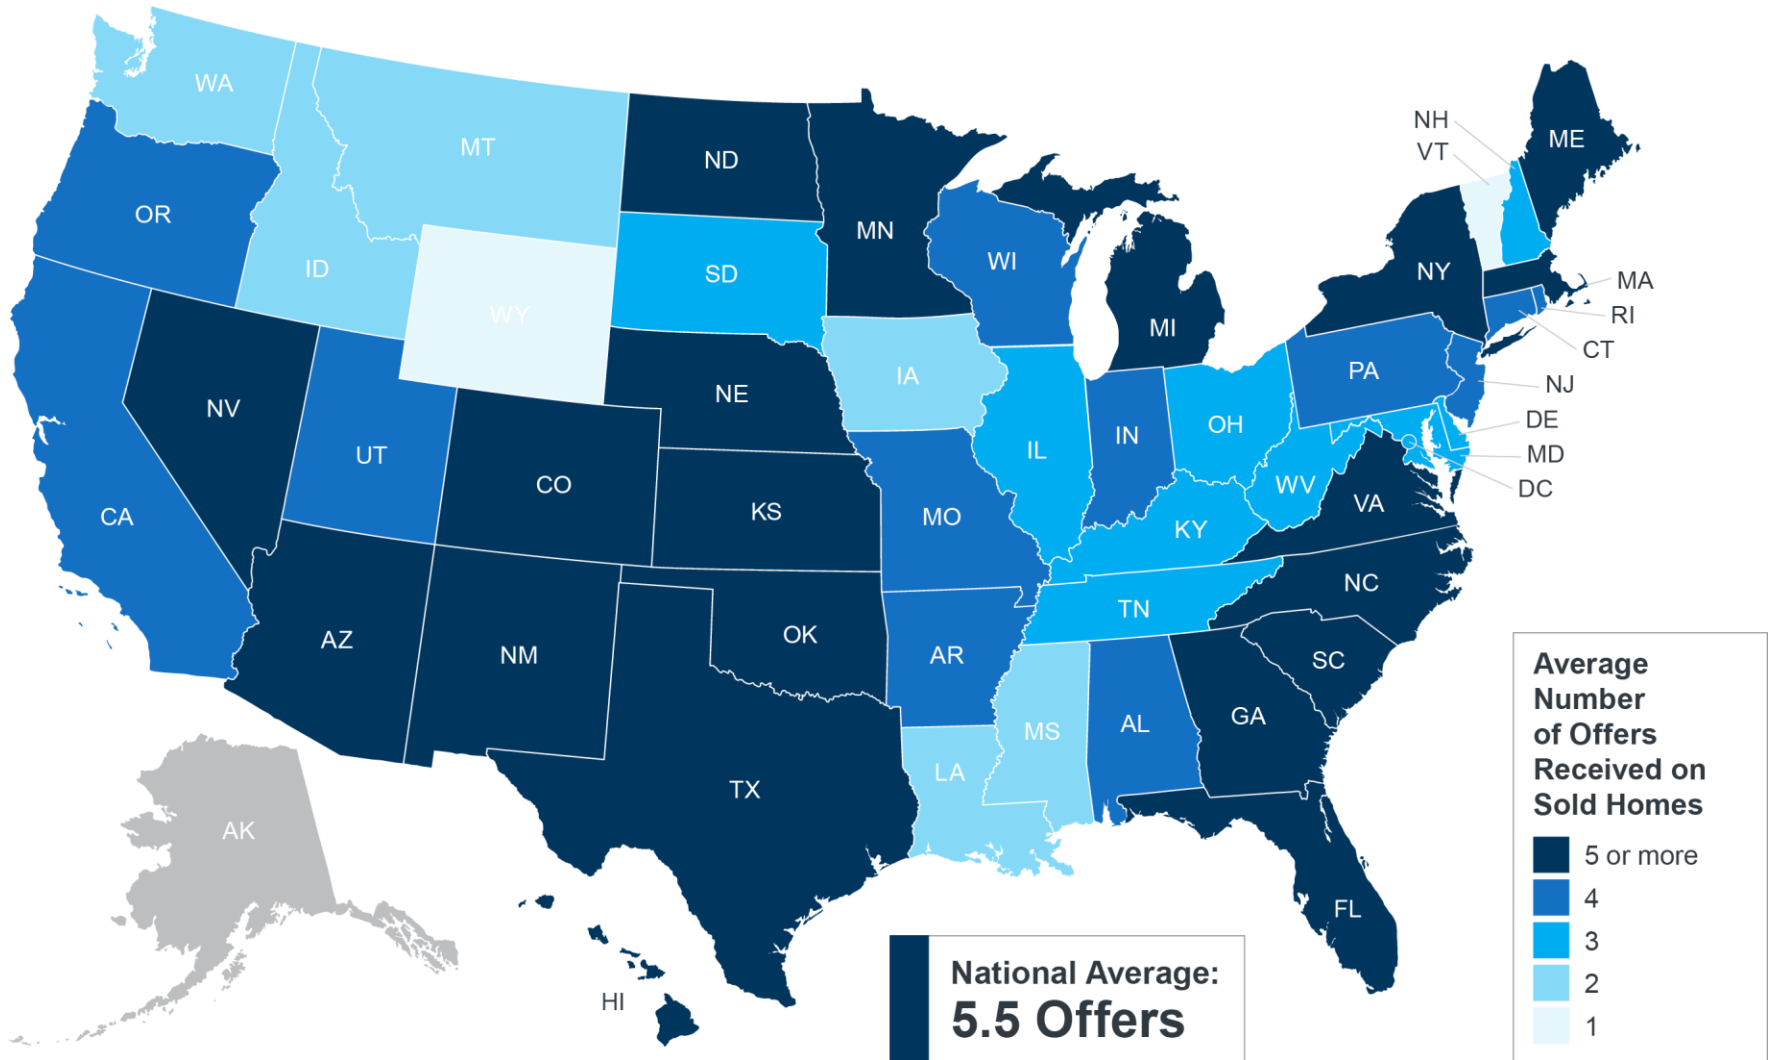 WA
MT
ND
MN
NH
VT
ME
OR
ID
SD
WI
MI
NY
MA
RI
CT
WY
IA
PA
NJ
NV
NE
IL
IN
OH
DE
MD
DC
UT
CO
KS
MO
WV
VA
CA
KY
AZ
NM
OK
AR
TN
NC
SC
TX
LA
MS
AL
GA
AK
FL
HI
National Average:
5.5 Offers
Average
Number
of Offers
Received on
Sold Homes
5 or more
4
3
2
1